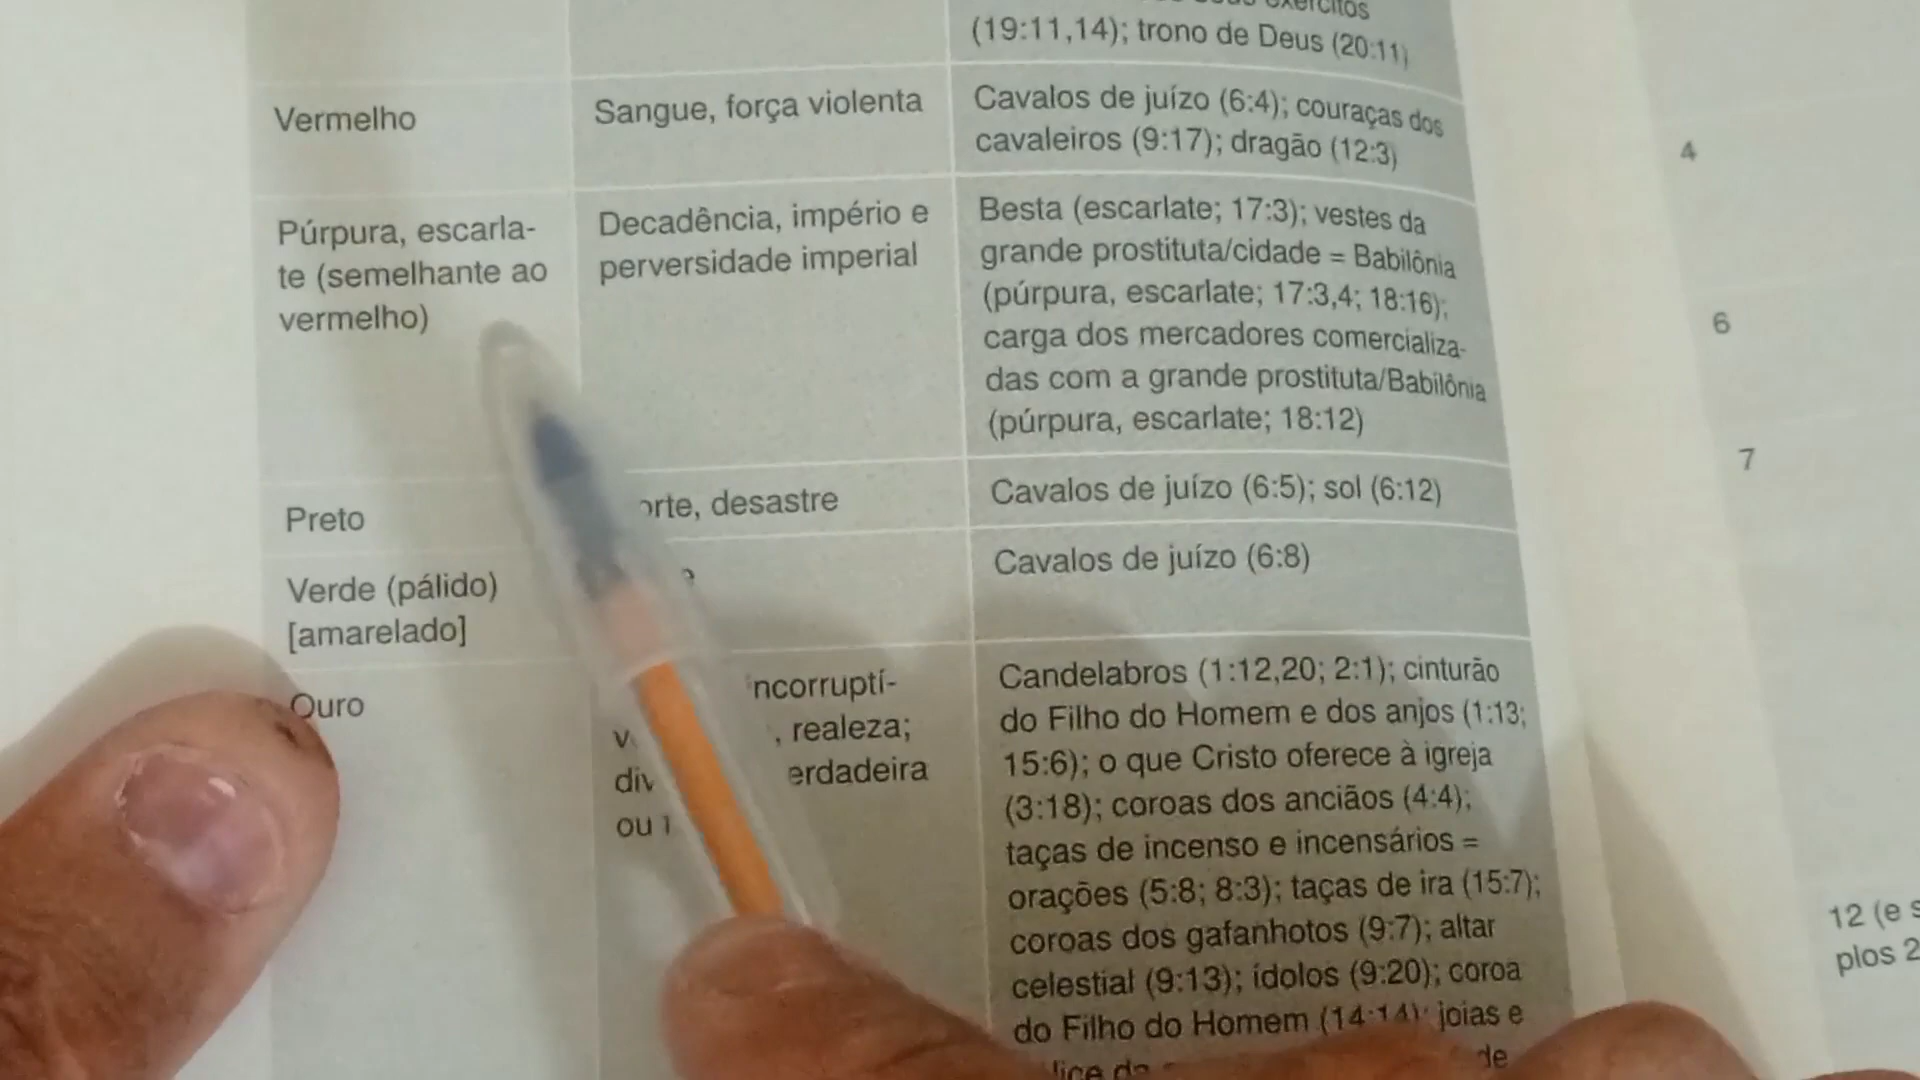 (19:11,14); trono de Deus (20:11)
Vermelho
Sangue, força violenta
Cavalos de juízo (6:4); couraças dos
cavaleiros (9:17); dragão (12:3)
Púrpura, escarla-
te (semelhante ao
vermelho)
Decadência, império e
perversidade imperial
Besta (escarlate; 17:3); vestes da
grande prostituta/cidade = Babilônia
(púrpura, escarlate; 17:3,4; 18:16);
carga dos mercadores comercializa-
das com a grande prostituta/Babilônia
(púrpura, escarlate; 18:12)
Preto
desastre
Cavalos de juízo (6:5); sol (6:12)
Verde (pálido)
[amarelado]
Cavalos de juízo (6:8)
Ouro
realeza;
ou
Candelabros (1:12,20; 2:1); cinturão
do Filho do Homem e dos anjos (1:13;
15:6); o que Cristo oferece à igreja
(3:18); coroas dos anciãos (4:4);
taças de incenso e incensários =
orações (5:8; 8:3); taças de ira (15:7);
coroas dos gafanhotos (9:7); altar
celestial (9:13); ídolos (9:20); coroa
do Filho do Homem (14:14); joias e
de
4
6
7
12 (e
plos 2